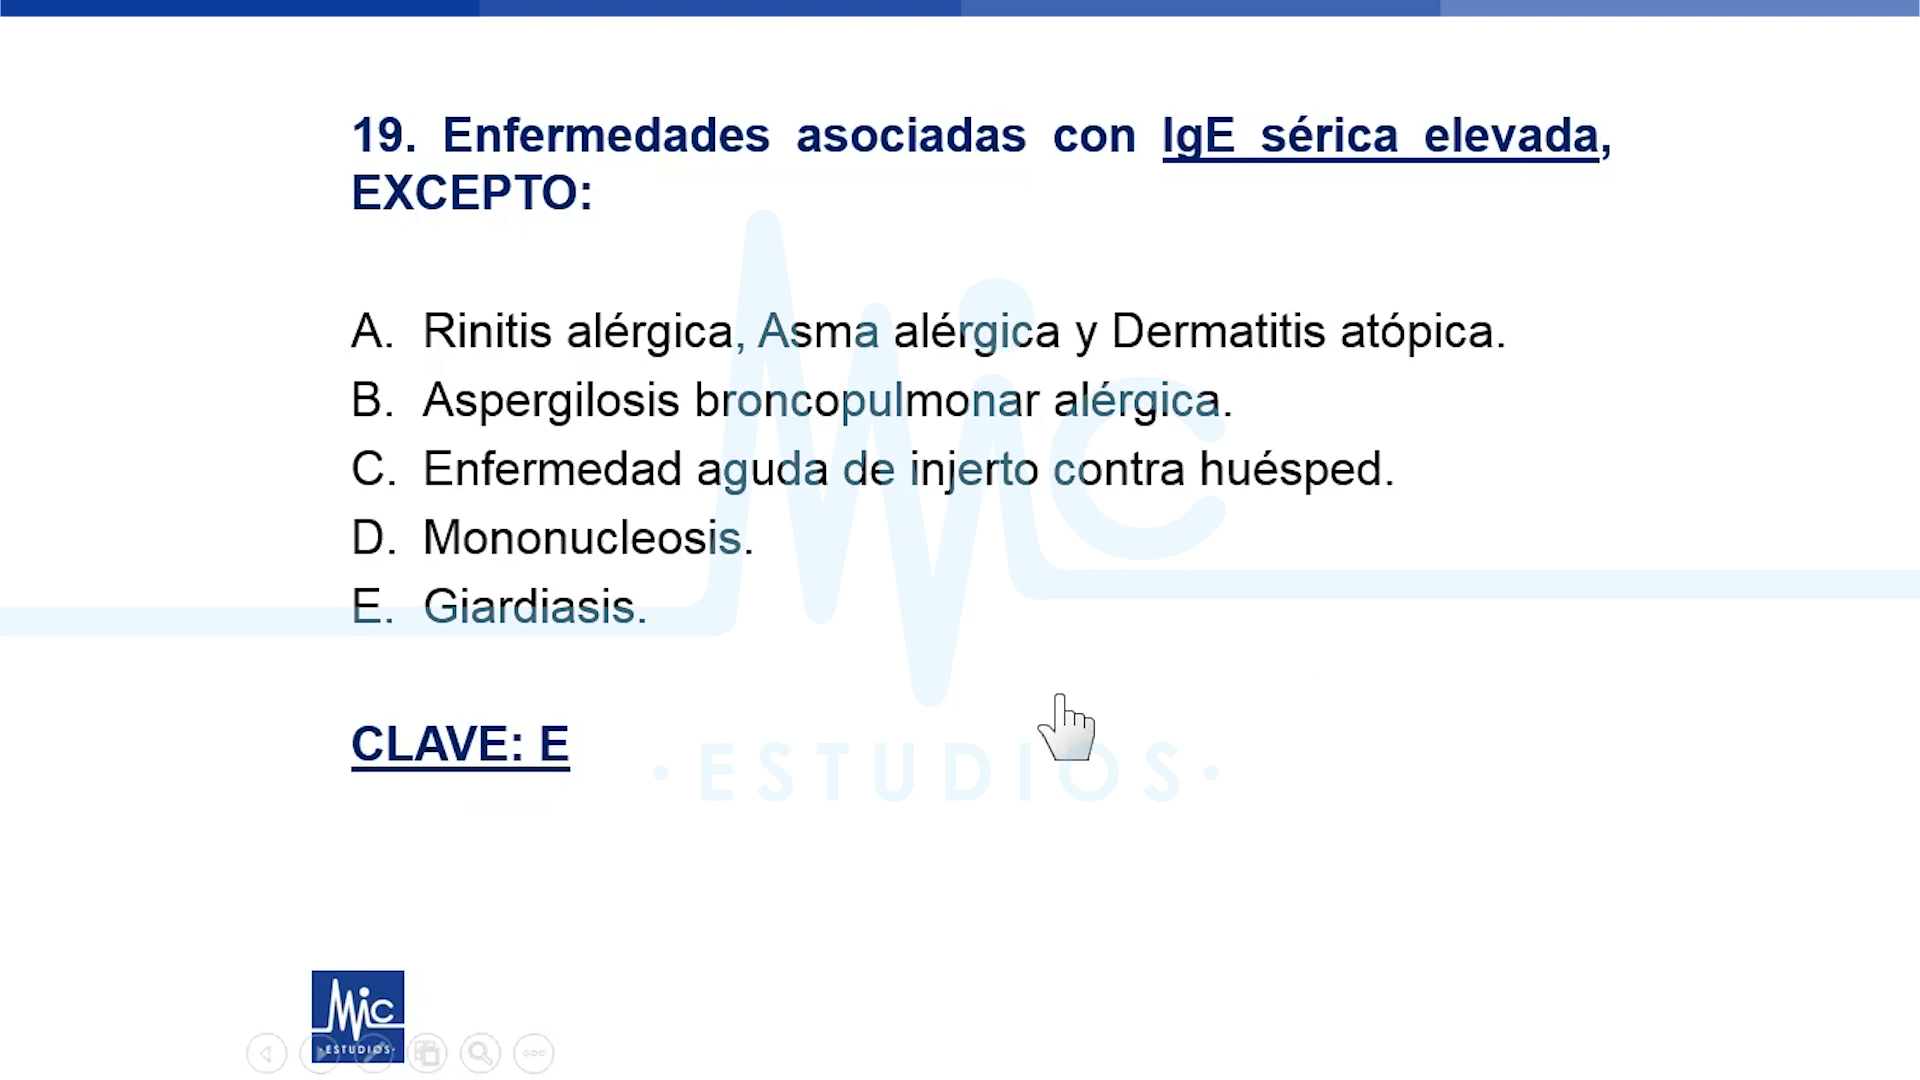 19. Enfermedades asociadas con IgE sérica elevada,
EXCEPTO:
A. Rinitis alérgica, Asma alérgica y Dermatitis atópica.
B. Aspergilosis broncopulmonar alérgica.
C. Enfermedad aguda de injerto contra huésped.
D. Mononucleosis.
E. Giardiasis.
CLAVE: E
Mic
· ESTUDIOS ·
Mic
·ESTUDIOS·